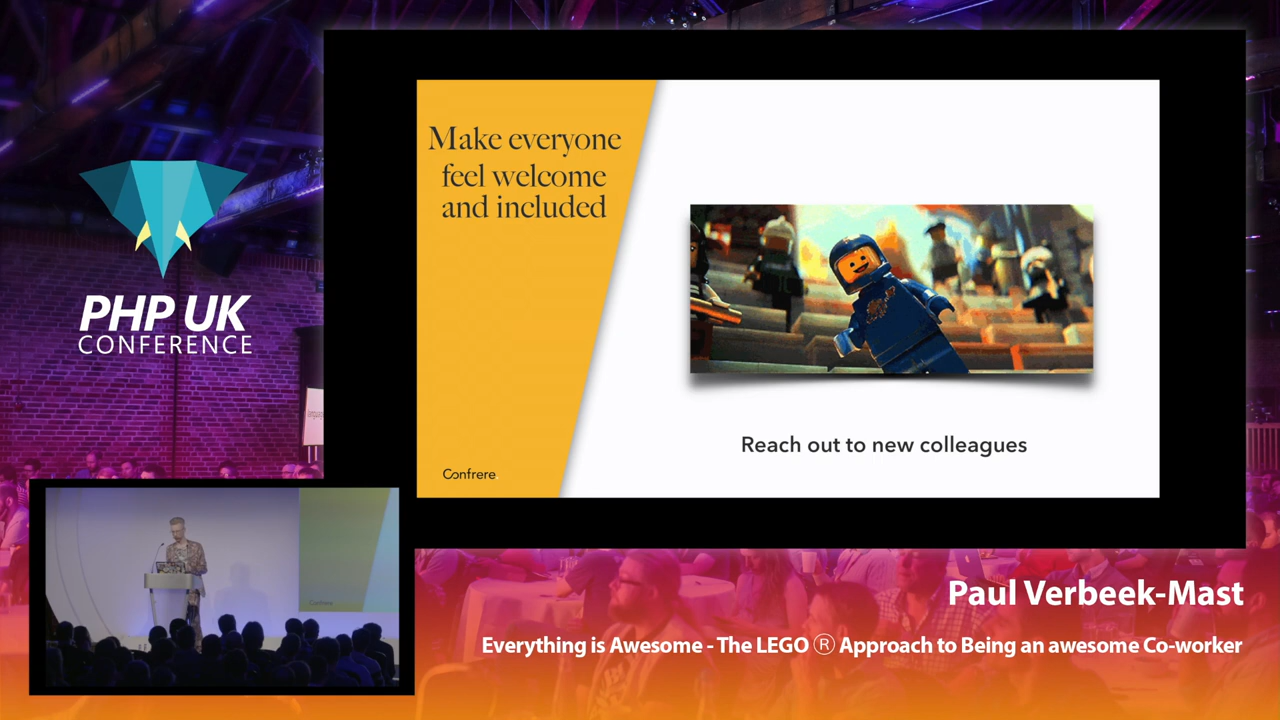 PHP UK
CONFERENCE
Make everyone
feel welcome
and included
Reach out to new colleagues
Confrere
Confrere
Paul Verbeek-Mast
Everything is Awesome - The LEGO ® Approach to Being an awesome Co-worker